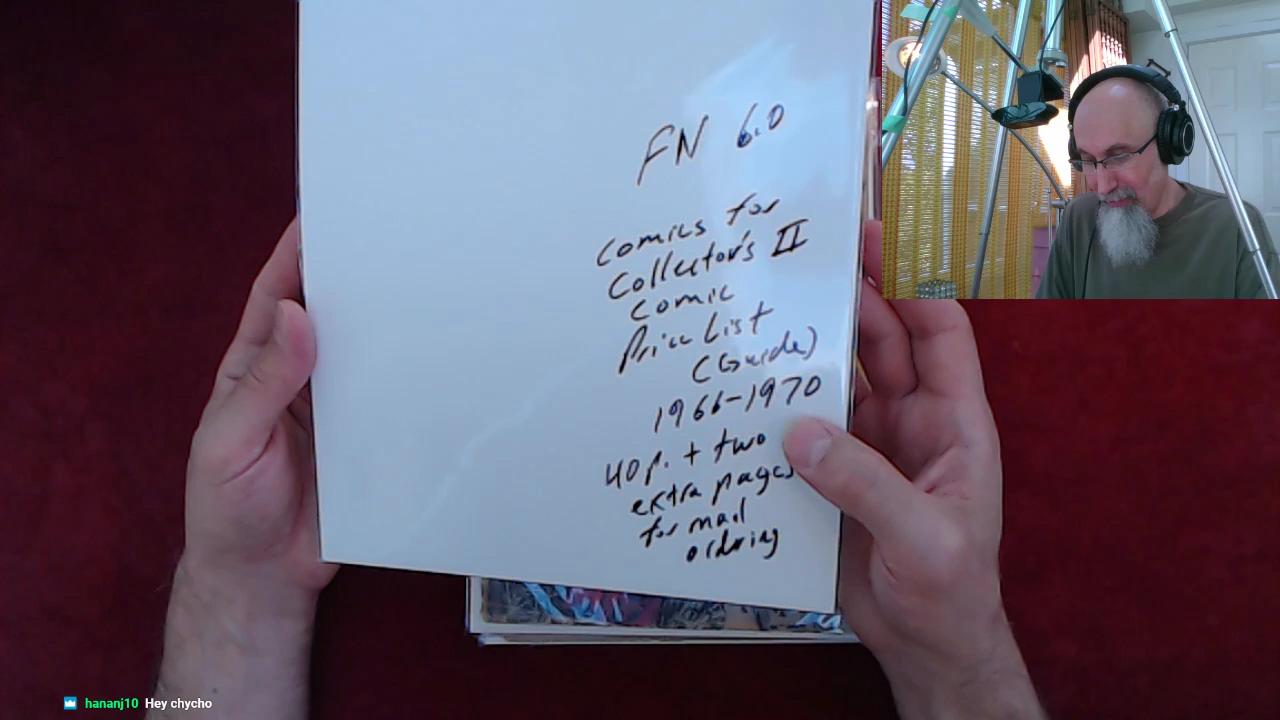 FN 6.0
Comics for
Collector's II
Comic
Price List
(Guide)
1966-1970
40 p. + two
extra pages
for mail
ordering
hananj10 Hey chycho